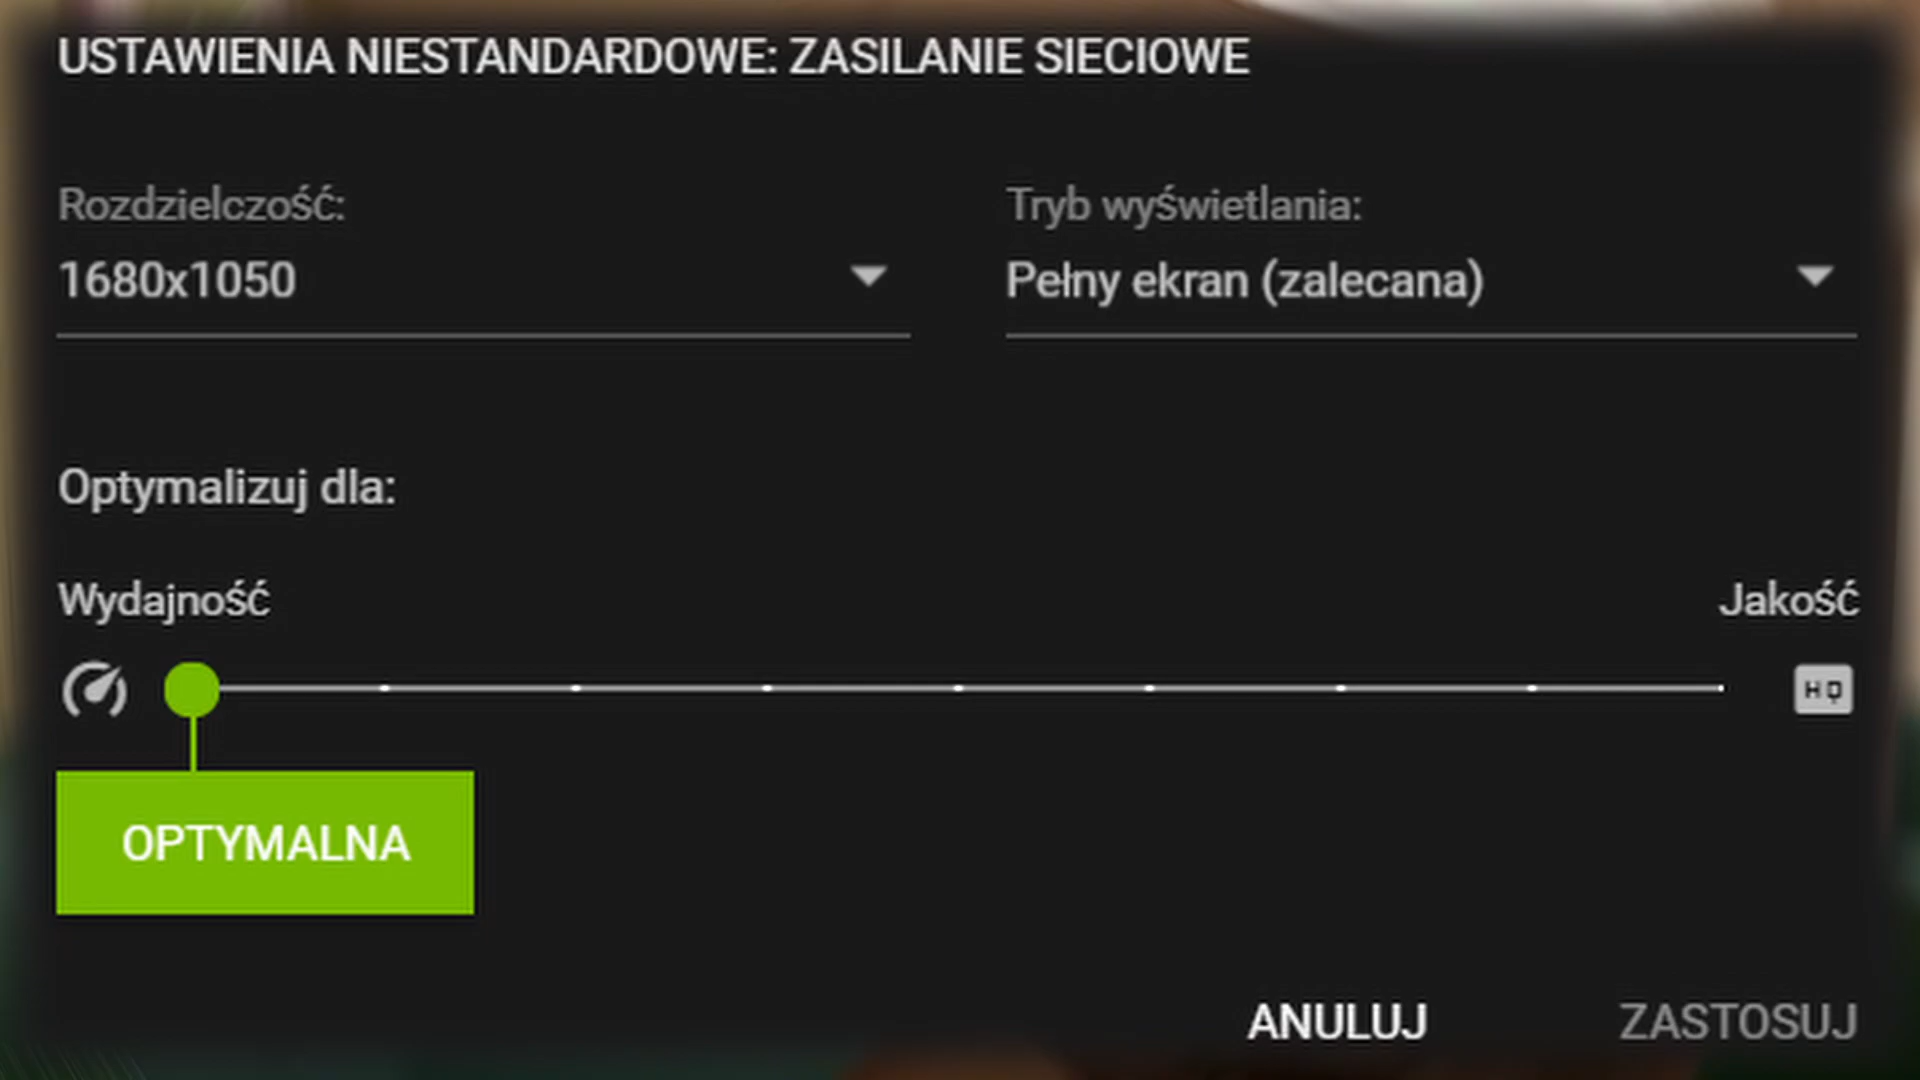 USTAWIENIA NIESTANDARDOWE: ZASILANIE SIECIOWE
Rozdzielczość:
Tryb wyświetlania:
1680x1050
Pełny ekran (zalecana)
Optymalizuj dla:
Wydajność
Jakość
HQ
OPTYMALNA
ANULUJ
ZASTOSUJ